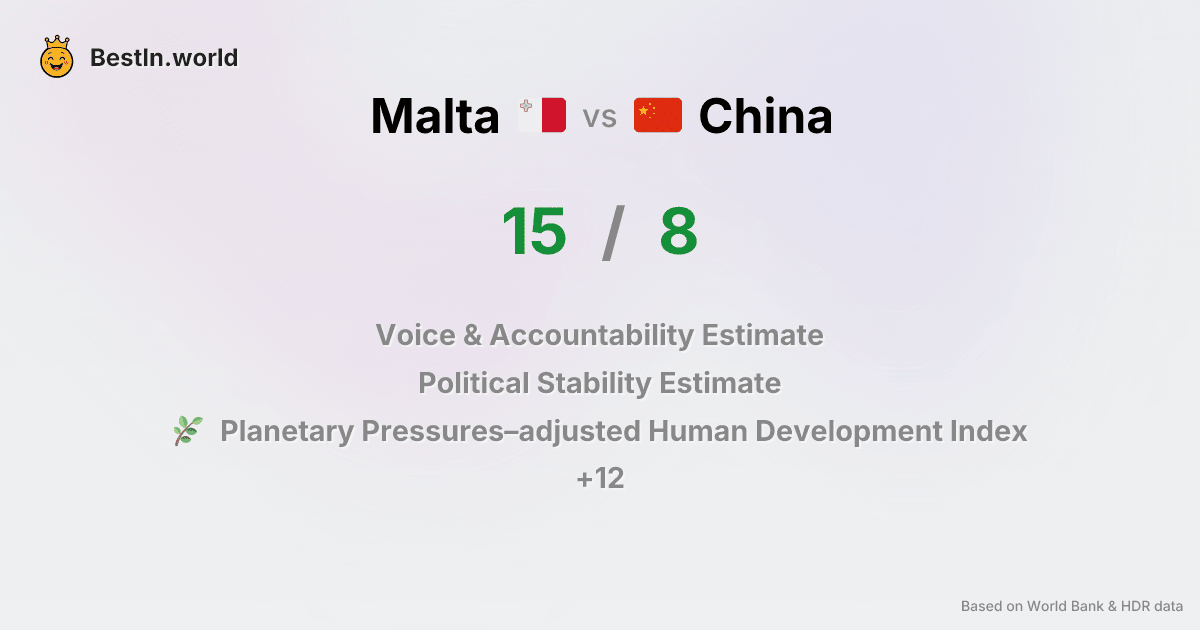 BestIn.world
Malta vs China
15 / 8
Voice & Accountability Estimate
Political Stability Estimate
Planetary Pressures–adjusted Human Development Index
+12
Based on World Bank & HDR data